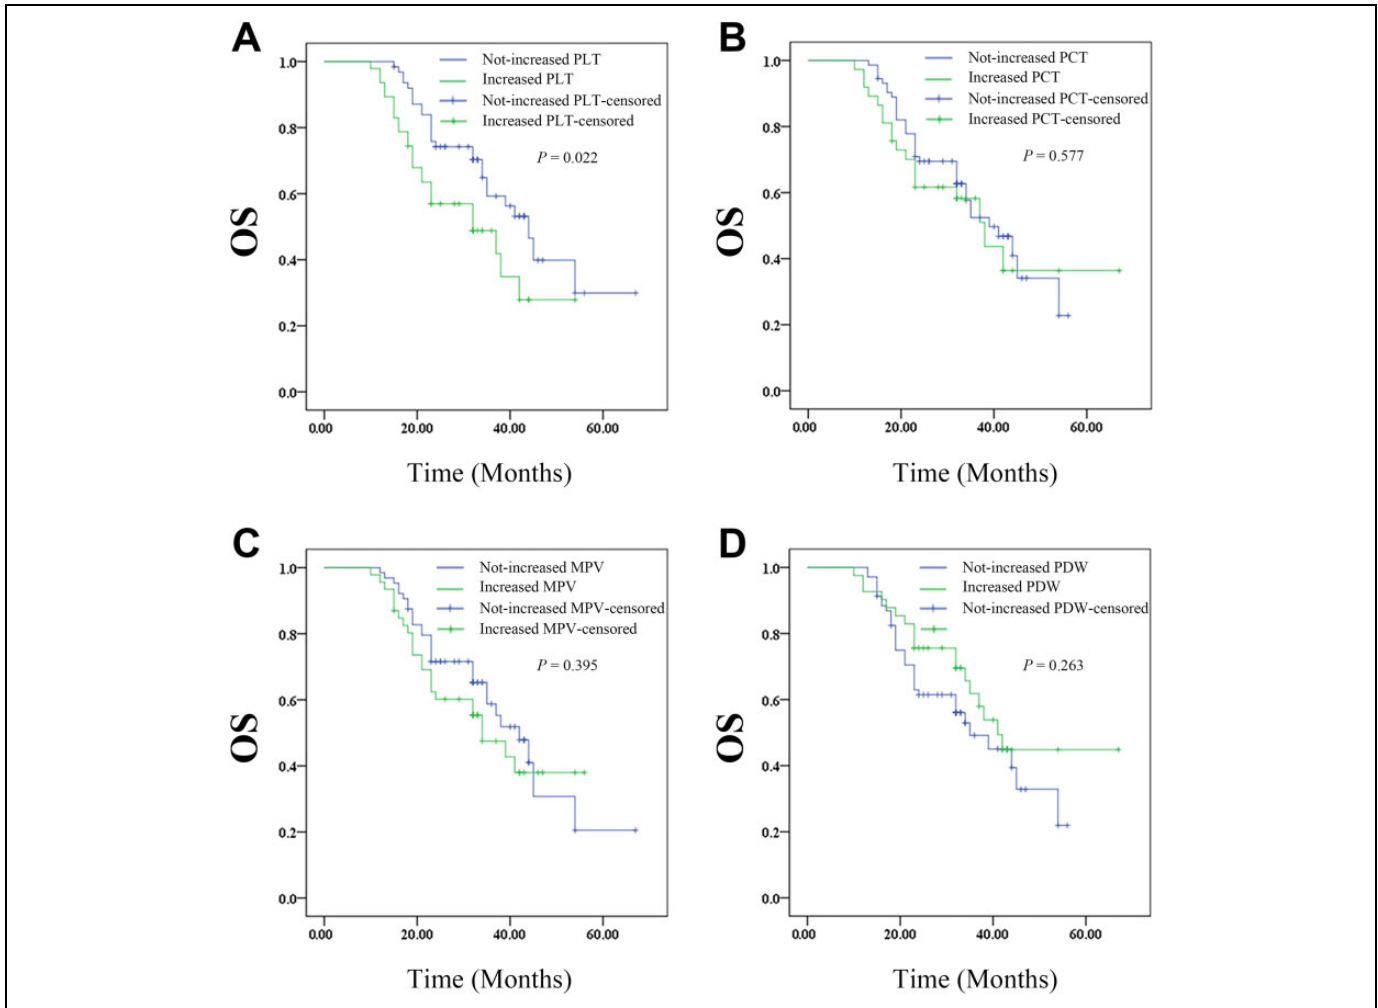 A
Not-increased PLT
Increased PLT
Not-increased PLT-censored
Increased PLT-censored
P = 0.022
OS
1.0
0.8
0.6
0.4
0.2
0.0
0.00 20.00 40.00 60.00
Time (Months)
B
Not-increased PCT
Increased PCT
Not-increased PCT-censored
Increased PCT-censored
P = 0.577
OS
1.0
0.8
0.6
0.4
0.2
0.0
0.00 20.00 40.00 60.00
Time (Months)
C
Not-increased MPV
Increased MPV
Not-increased MPV-censored
Increased MPV-censored
P = 0.395
OS
1.0
0.8
0.6
0.4
0.2
0.0
0.00 20.00 40.00 60.00
Time (Months)
D
Not-increased PDW
Increased PDW
Not-increased PDW-censored
P = 0.263
OS
1.0
0.8
0.6
0.4
0.2
0.0
0.00 20.00 40.00 60.00
Time (Months)